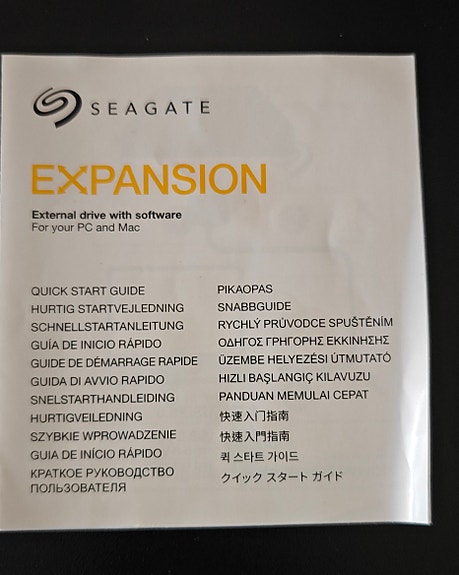 SEAGATE
EXPANSION
External drive with software
For your PC and Mac
QUICK START GUIDE
HURTIG STARTVEJLEDNING
SCHNELLSTARTANLEITUNG
GUÍA DE INICIO RÁPIDO
GUIDE DE DÉMARRAGE RAPIDE
GUIDA DI AVVIO RAPIDO
SNELSTARTHANDLEIDING
HURTIGVEILEDNING
SZYBKIE WPROWADZENIE
GUIA DE INÍCIO RÁPIDO
КРАТКОЕ РУКОВОДСТВО
ПОЛЬЗОВАТЕЛЯ
PIKAOPAS
SNABBGUIDE
RYCHLÝ PRŮVODCE SPUŠTĚNÍM
ΟΔΗΓΟΣ ΓΡΗΓΟΡΗΣ ΕΚΚΙΝΗΣΗΣ
ÜZEMBE HELYEZÉSI ÚTMUTATÓ
HIZLI BAŞLANGIÇ KILAVUZU
PANDUAN MEMULAI CEPAT
快速入门指南
快速入門指南
퀵 스타트 가이드
クイック スタート ガイド